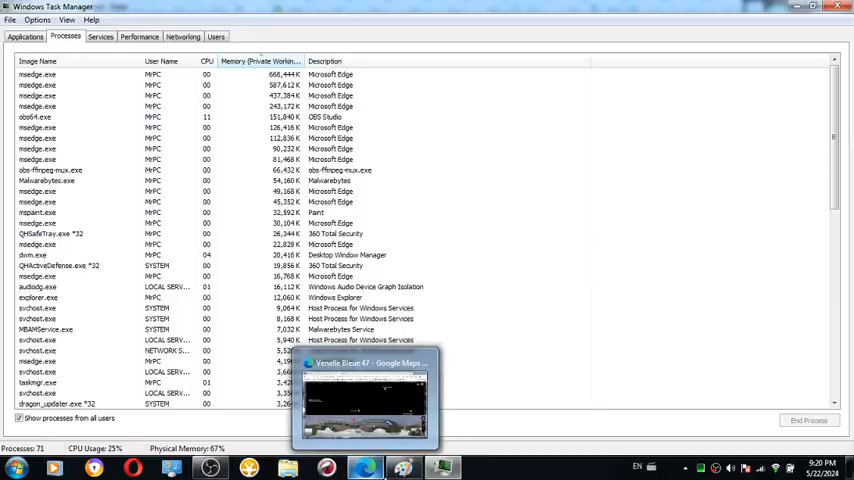 Windows Task Manager
File Options View Help
Applications Processes Services Performance Networking Users
Image Name User Name CPU Memory (Private Workin... Description
msedge.exe MrPC 00 666,444 K Microsoft Edge
msedge.exe MrPC 00 587,612 K Microsoft Edge
msedge.exe MrPC 00 437,384 K Microsoft Edge
msedge.exe MrPC 00 243,172 K Microsoft Edge
obs64.exe MrPC 11 151,840 K OBS Studio
msedge.exe MrPC 00 126,416 K Microsoft Edge
msedge.exe MrPC 00 112,836 K Microsoft Edge
msedge.exe MrPC 00 90,232 K Microsoft Edge
msedge.exe MrPC 00 81,468 K Microsoft Edge
obs-ffmpeg-mux.exe MrPC 00 66,432 K obs-ffmpeg-mux.exe
Malwarebytes.exe MrPC 00 54,160 K Malwarebytes
msedge.exe MrPC 00 49,168 K Microsoft Edge
msedge.exe MrPC 00 45,352 K Microsoft Edge
mspaint.exe MrPC 00 32,592 K Paint
msedge.exe MrPC 00 30,104 K Microsoft Edge
QHSafeTray.exe *32 MrPC 00 26,344 K 360 Total Security
msedge.exe MrPC 00 22,828 K Microsoft Edge
dwm.exe MrPC 04 20,416 K Desktop Window Manager
QHActiveDefense.exe *32 SYSTEM 00 19,856 K 360 Total Security
msedge.exe MrPC 00 16,768 K Microsoft Edge
audiodg.exe LOCAL SERV... 01 16,112 K Windows Audio Device Graph Isolation
explorer.exe MrPC 00 12,060 K Windows Explorer
svchost.exe SYSTEM 00 9,064 K Host Process for Windows Services
svchost.exe SYSTEM 00 8,168 K Host Process for Windows Services
MBAMService.exe SYSTEM 00 7,032 K Malwarebytes Service
svchost.exe LOCAL SERV... 00 5,940 K Host Process for Windows Services
svchost.exe NETWORK S... 00
msedge.exe MrPC 00
svchost.exe LOCAL SERV... 00
taskmgr.exe MrPC 01
svchost.exe LOCAL SERV... 00
dragon_updater.exe *32 SYSTEM 00
Venelle Bleue 47 - Google Maps ...
Show processes from all users
End Process
Processes: 71 CPU Usage: 25% Physical Memory: 67%
EN
9:20 PM
5/22/2024